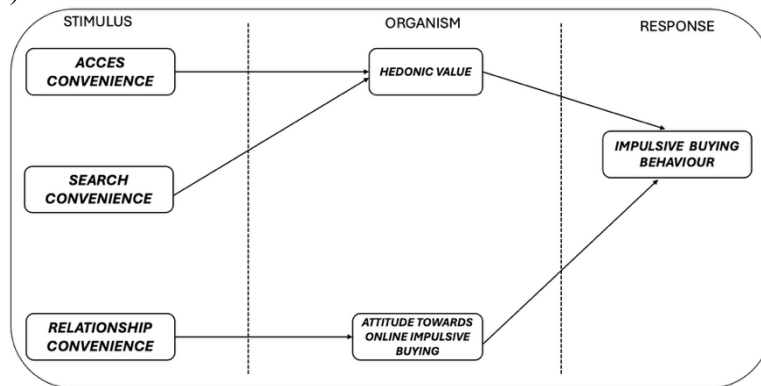 )
STIMULUS
ORGANISM
RESPONSE
ACCES
CONVENIENCE
HEDONIC VALUE
IMPULSIVE BUYING
BEHAVIOUR
SEARCH
CONVENIENCE
RELATIONSHIP
CONVENIENCE
ATTITUDE TOWARDS
ONLINE IMPULSIVE
BUYING